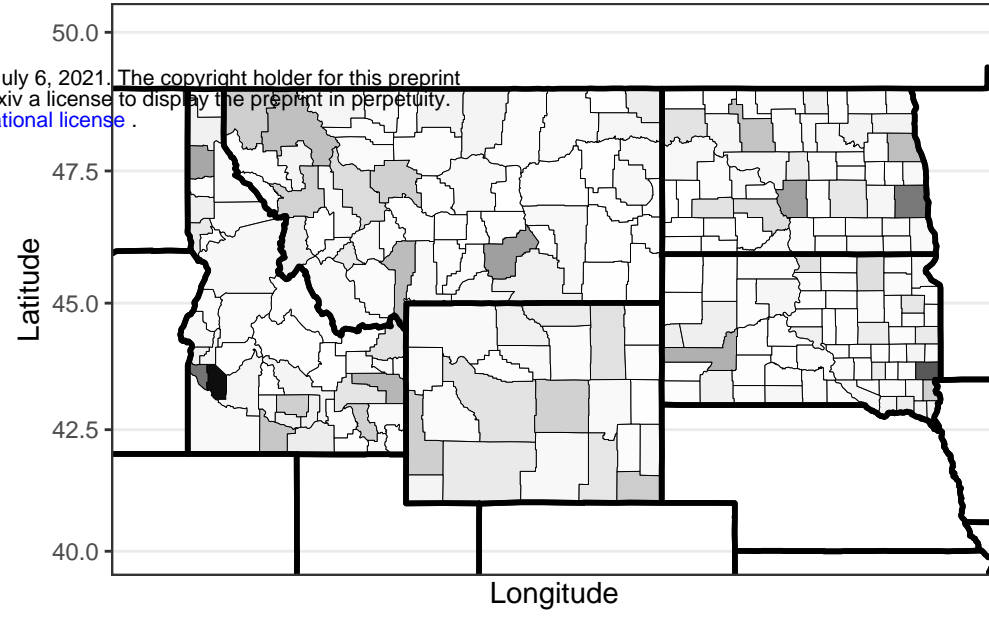 50.0
uly 6, 2021. The copyright holder for this preprint
xiv a license to display the preprint in perpetuity.
ational license .
47.5
45.0
42.5
40.0
Latitude
Longitude